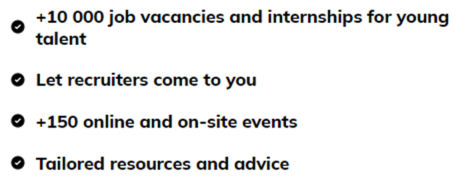 +10 000 job vacancies and internships for young
talent
Let recruiters come to you
+150 online and on-site events
Tailored resources and advice